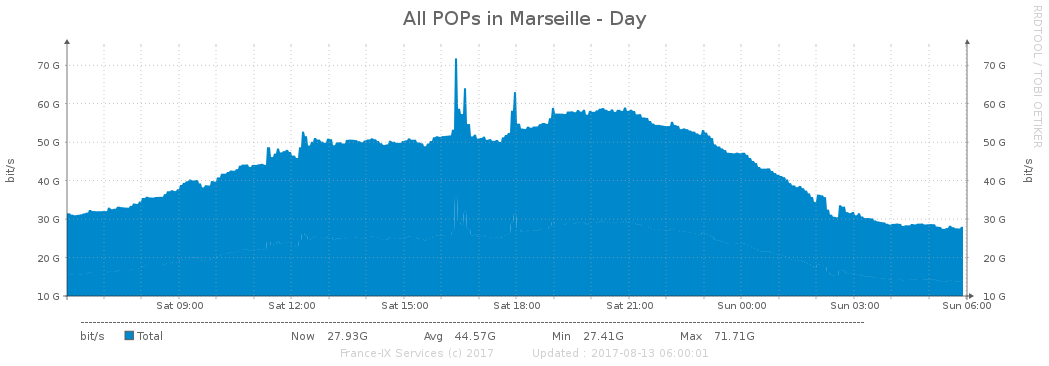 All POPs in Marseille - Day
RRDTOOL / TOBI OETIKER
bit/s
70 G
60 G
50 G
40 G
30 G
20 G
10 G
70 G
60 G
50 G
40 G
30 G
20 G
10 G
bit/s
Sat 09:00 Sat 12:00 Sat 15:00 Sat 18:00 Sat 21:00 Sun 00:00 Sun 03:00 Sun 06:00
bit/s Total Now 27.93G Avg 44.57G Min 27.41G Max 71.71G
France-IX Services (c) 2017 Updated : 2017-08-13 06:00:01